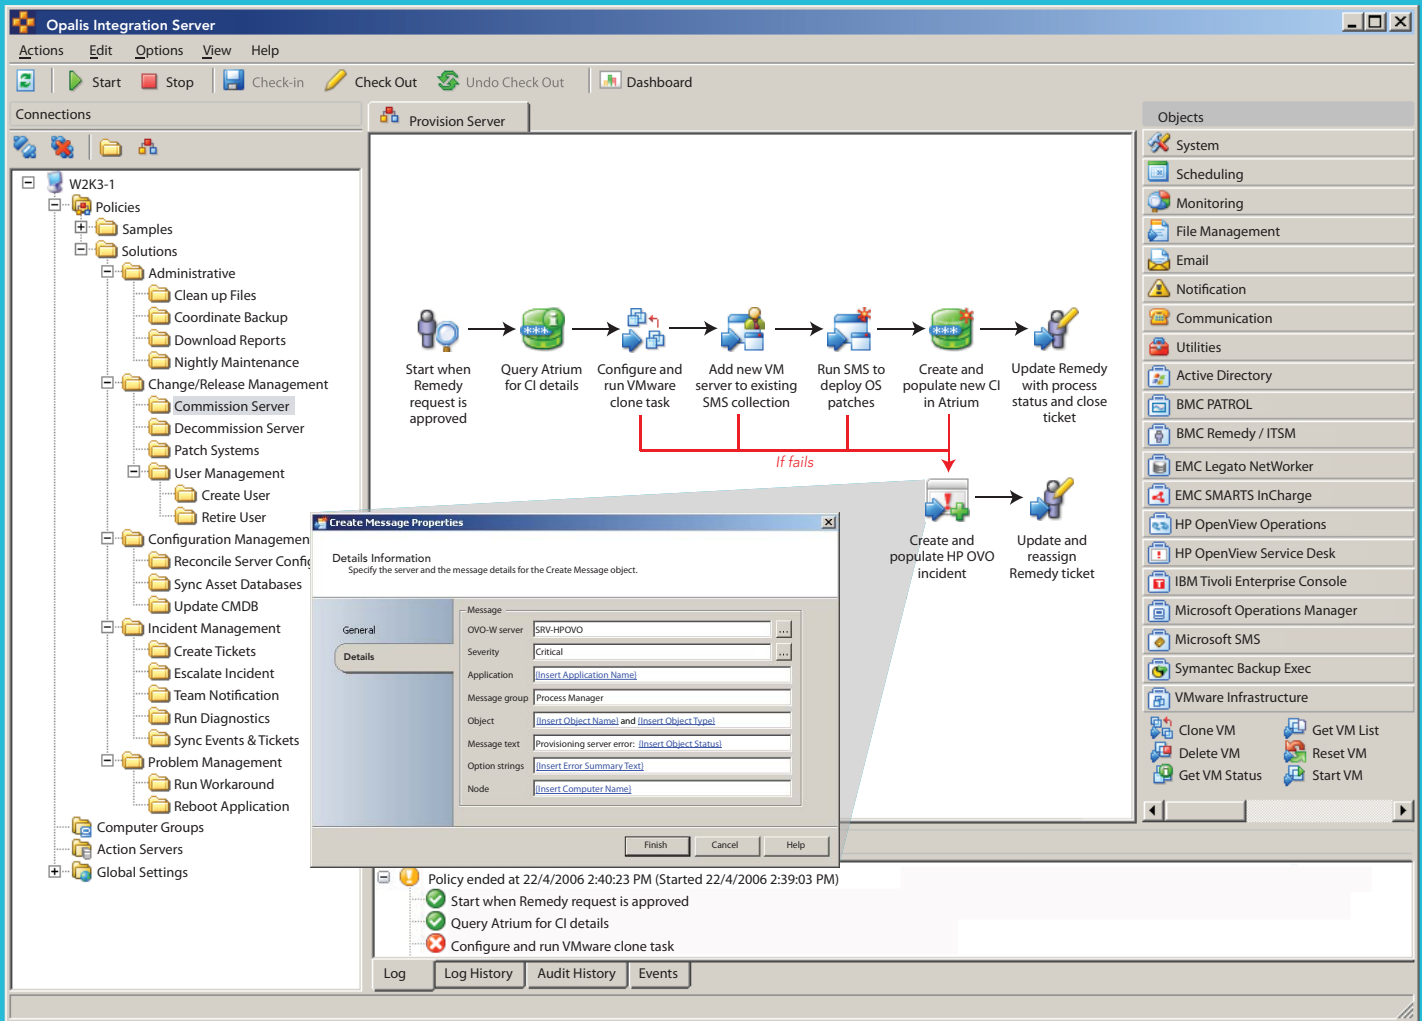 Opalis Integration Server
Actions Edit Options View Help
Start Stop Check-in Check Out Undo Check Out Dashboard
Connections
W2K3-1
Policies
Samples
Solutions
Administrative
Clean up Files
Coordinate Backup
Download Reports
Nightly Maintenance
Change/Release Management
Commission Server
Decommission Server
Patch Systems
User Management
Create User
Retire User
Configuration Managemen
Reconcile Server Config
Sync Asset Databases
Update CMDB
Incident Management
Create Tickets
Escalate Incident
Team Notification
Run Diagnostics
Sync Events & Tickets
Problem Management
Run Workaround
Reboot Application
Computer Groups
Action Servers
Global Settings
Provision Server
Start when
Remedy
request is
approved
Query Atrium
for CI details
Configure and
run VMware
clone task
Add new VM
server to existing
SMS collection
Run SMS to
deploy OS
patches
Create and
populate new CI
in Atrium
Update Remedy
with process
status and close
ticket
If fails
Create and
populate HP OVO
incident
Update and
reassign
Remedy ticket
Create Message Properties
Details Information
Specify the server and the message details for the Create Message object.
General
Details
Message
OVO-W server SRV-HPOVO ...
Severity Critical ...
Application {Insert Application Name}
Message group Process Manager
Object {Insert Object Name} and {Insert Object Type}
Message text Provisioning server error: {Insert Object Status}
Option strings {Insert Error Summary Text}
Node {Insert Computer Name}
Finish Cancel Help
Objects
System
Scheduling
Monitoring
File Management
Email
Notification
Communication
Utilities
Active Directory
BMC PATROL
BMC Remedy / ITSM
EMC Legato NetWorker
EMC SMARTS InCharge
HP OpenView Operations
HP OpenView Service Desk
IBM Tivoli Enterprise Console
Microsoft Operations Manager
Microsoft SMS
Symantec Backup Exec
VMware Infrastructure
Clone VM Get VM List
Delete VM Reset VM
Get VM Status Start VM
Policy ended at 22/4/2006 2:40:23 PM (Started 22/4/2006 2:39:03 PM)
Start when Remedy request is approved
Query Atrium for CI details
Configure and run VMware clone task
Log Log History Audit History Events